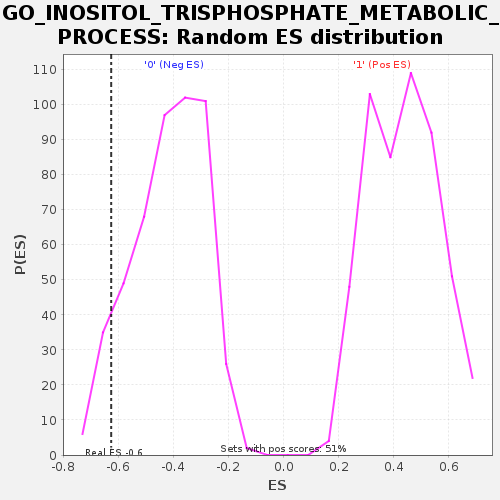 GO_INOSITOL_TRISPHOSPHATE_METABOLIC_
PROCESS: Random ES distribution
'0' (Neg ES)
'1' (Pos ES)
110
100
90
80
70
60
50
40
30
20
10
0
P(ES)
Real ES -0.6
Sets with pos scores: 51%
-0.8 -0.6 -0.4 -0.2 0.0 0.2 0.4 0.6
ES